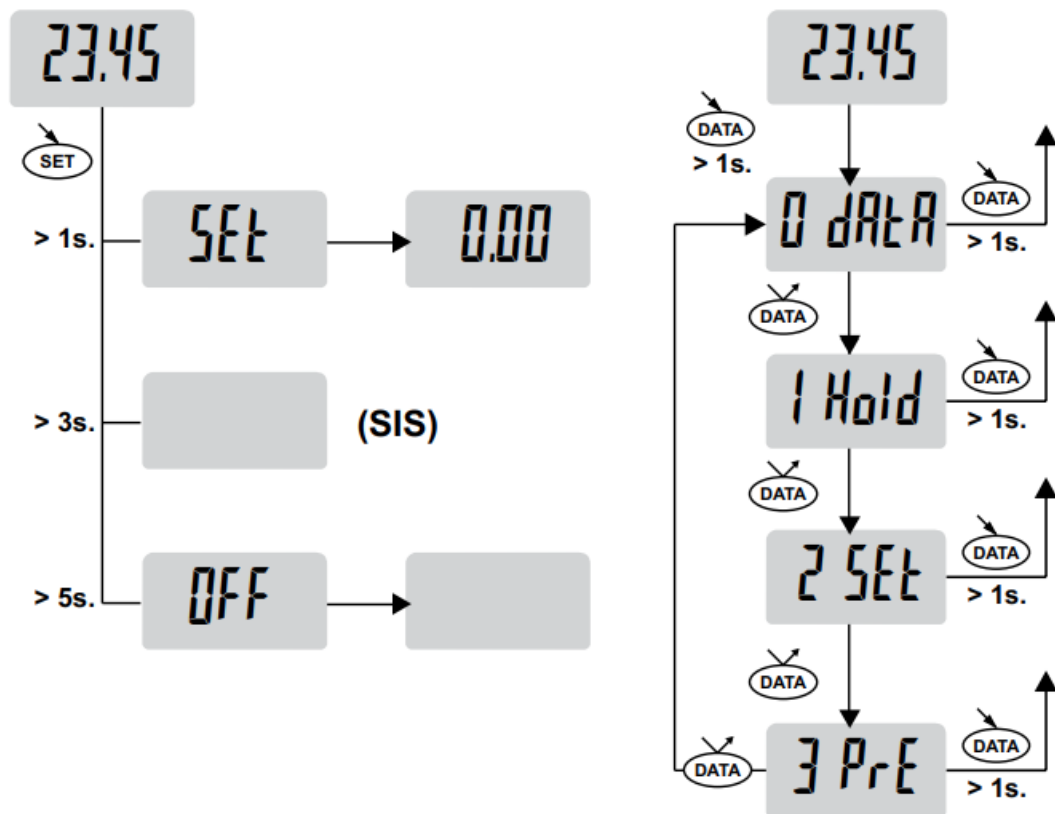 23.45
SET
> 1s.
SEt
0.00
> 3s.
(SIS)
> 5s.
OFF
23.45
DATA
> 1s.
0 dAtA
DATA
> 1s.
DATA
1 Hold
DATA
> 1s.
DATA
2 SEt
DATA
> 1s.
DATA
3 PrE
DATA
> 1s.
DATA